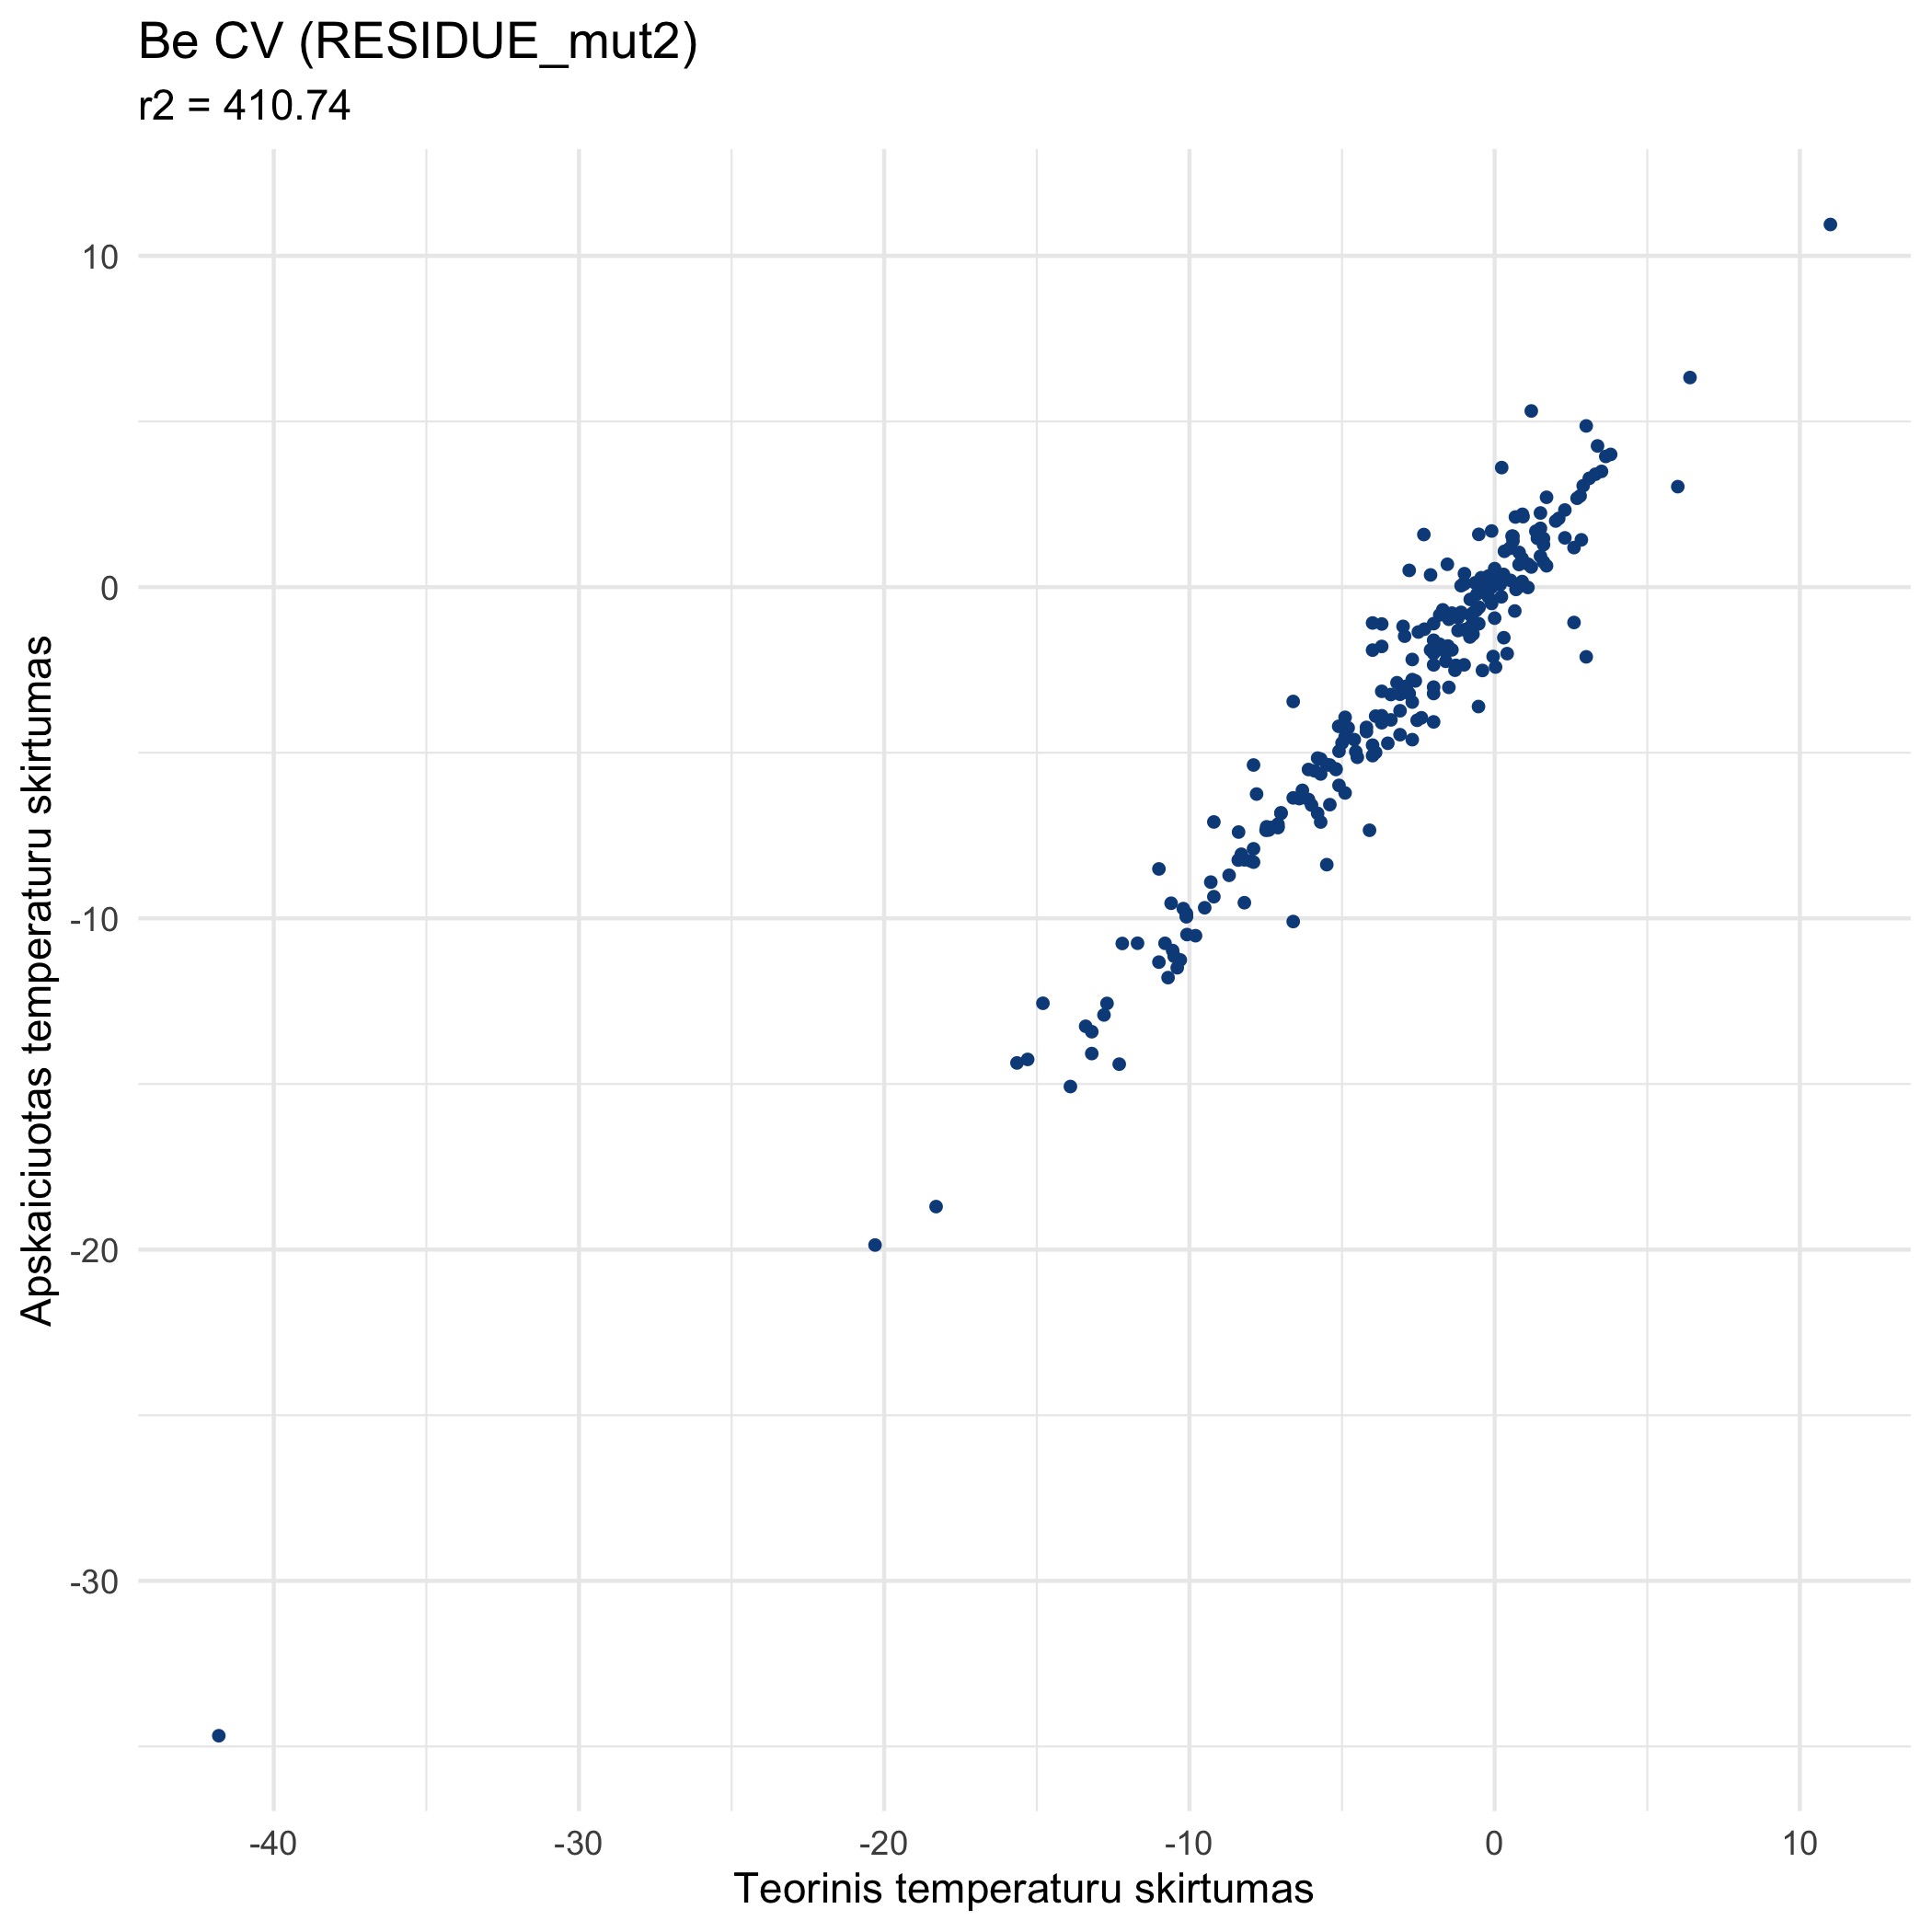 Be CV (RESIDUE_mut2)
r2 = 410.74
10
0
-10
-20
-30
Apskaiciuotas temperaturu skirtumas
-40
-30
-20
-10
0
10
Teorinis temperaturu skirtumas